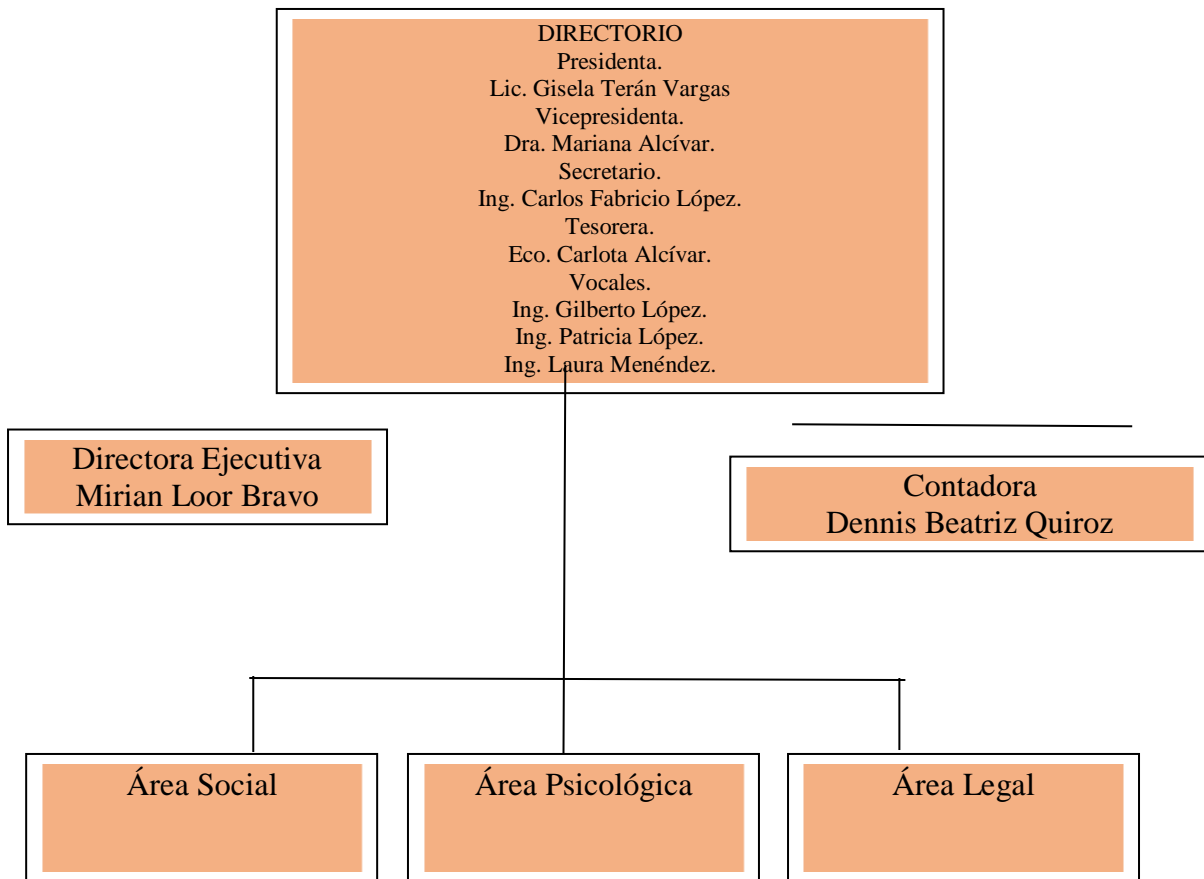 DIRECTORIO
Presidenta.
Lic. Gisela Terán Vargas
Vicepresidenta.
Dra. Mariana Alcívar.
Secretario.
Ing. Carlos Fabricio López.
Tesorera.
Eco. Carlota Alcívar.
Vocales.
Ing. Gilberto López.
Ing. Patricia López.
Ing. Laura Menéndez.
Directora Ejecutiva
Mirian Loor Bravo
Contadora
Dennis Beatriz Quiroz
Área Social
Área Psicológica
Área Legal